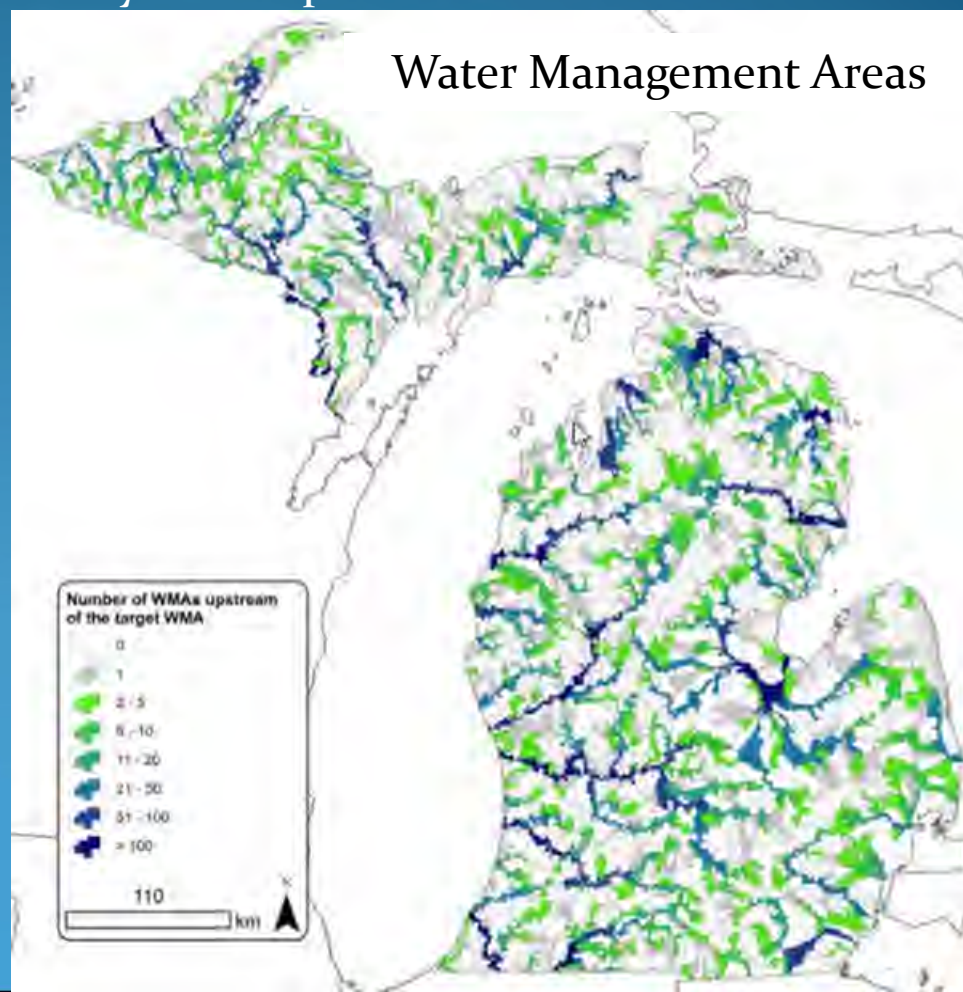 Water Management Areas
Number of WMAs upstream
of the target WMA
0
1
2 - 5
6 - 10
11 - 20
21 - 50
51 - 100
> 100
110
km